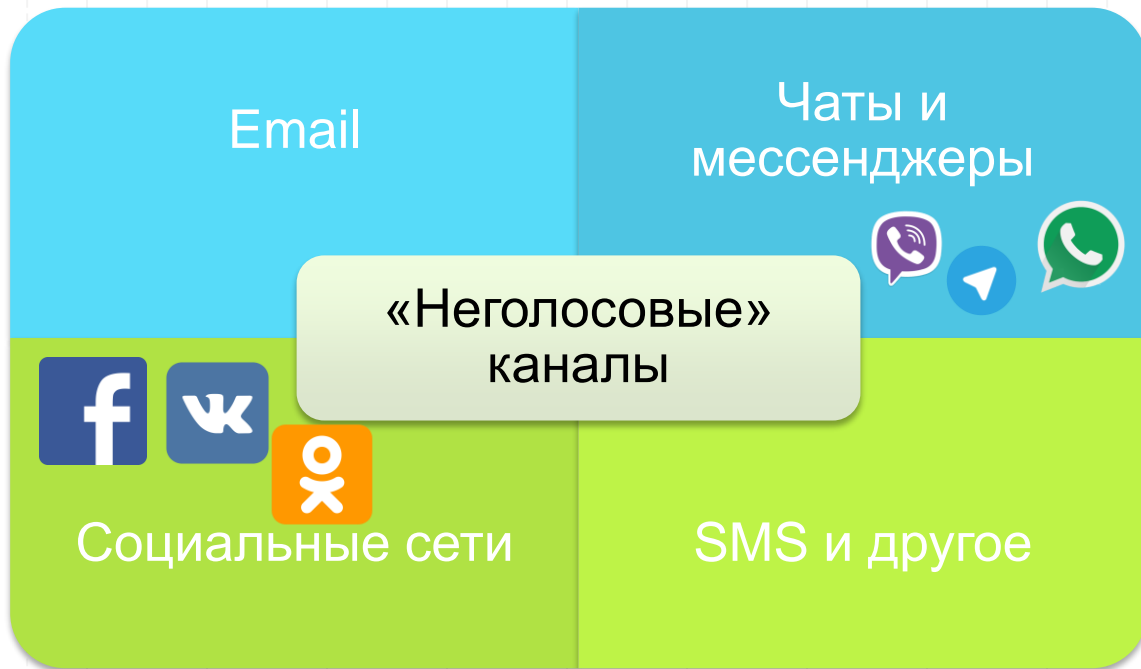 Email
Чаты и
мессенджеры
«Неголосовые»
каналы
Социальные сети
SMS и другое